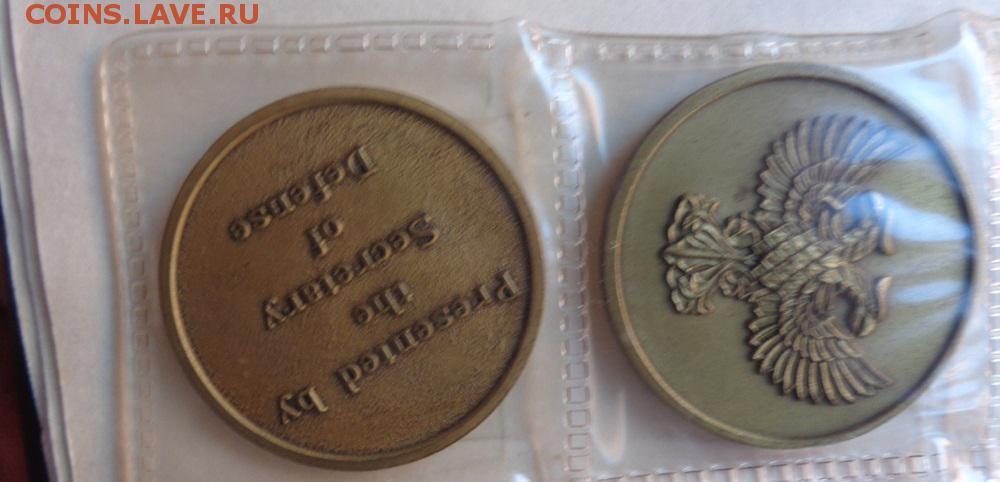 COINS.LAVE.RU
Presented by
the
Secretary
of
Defense